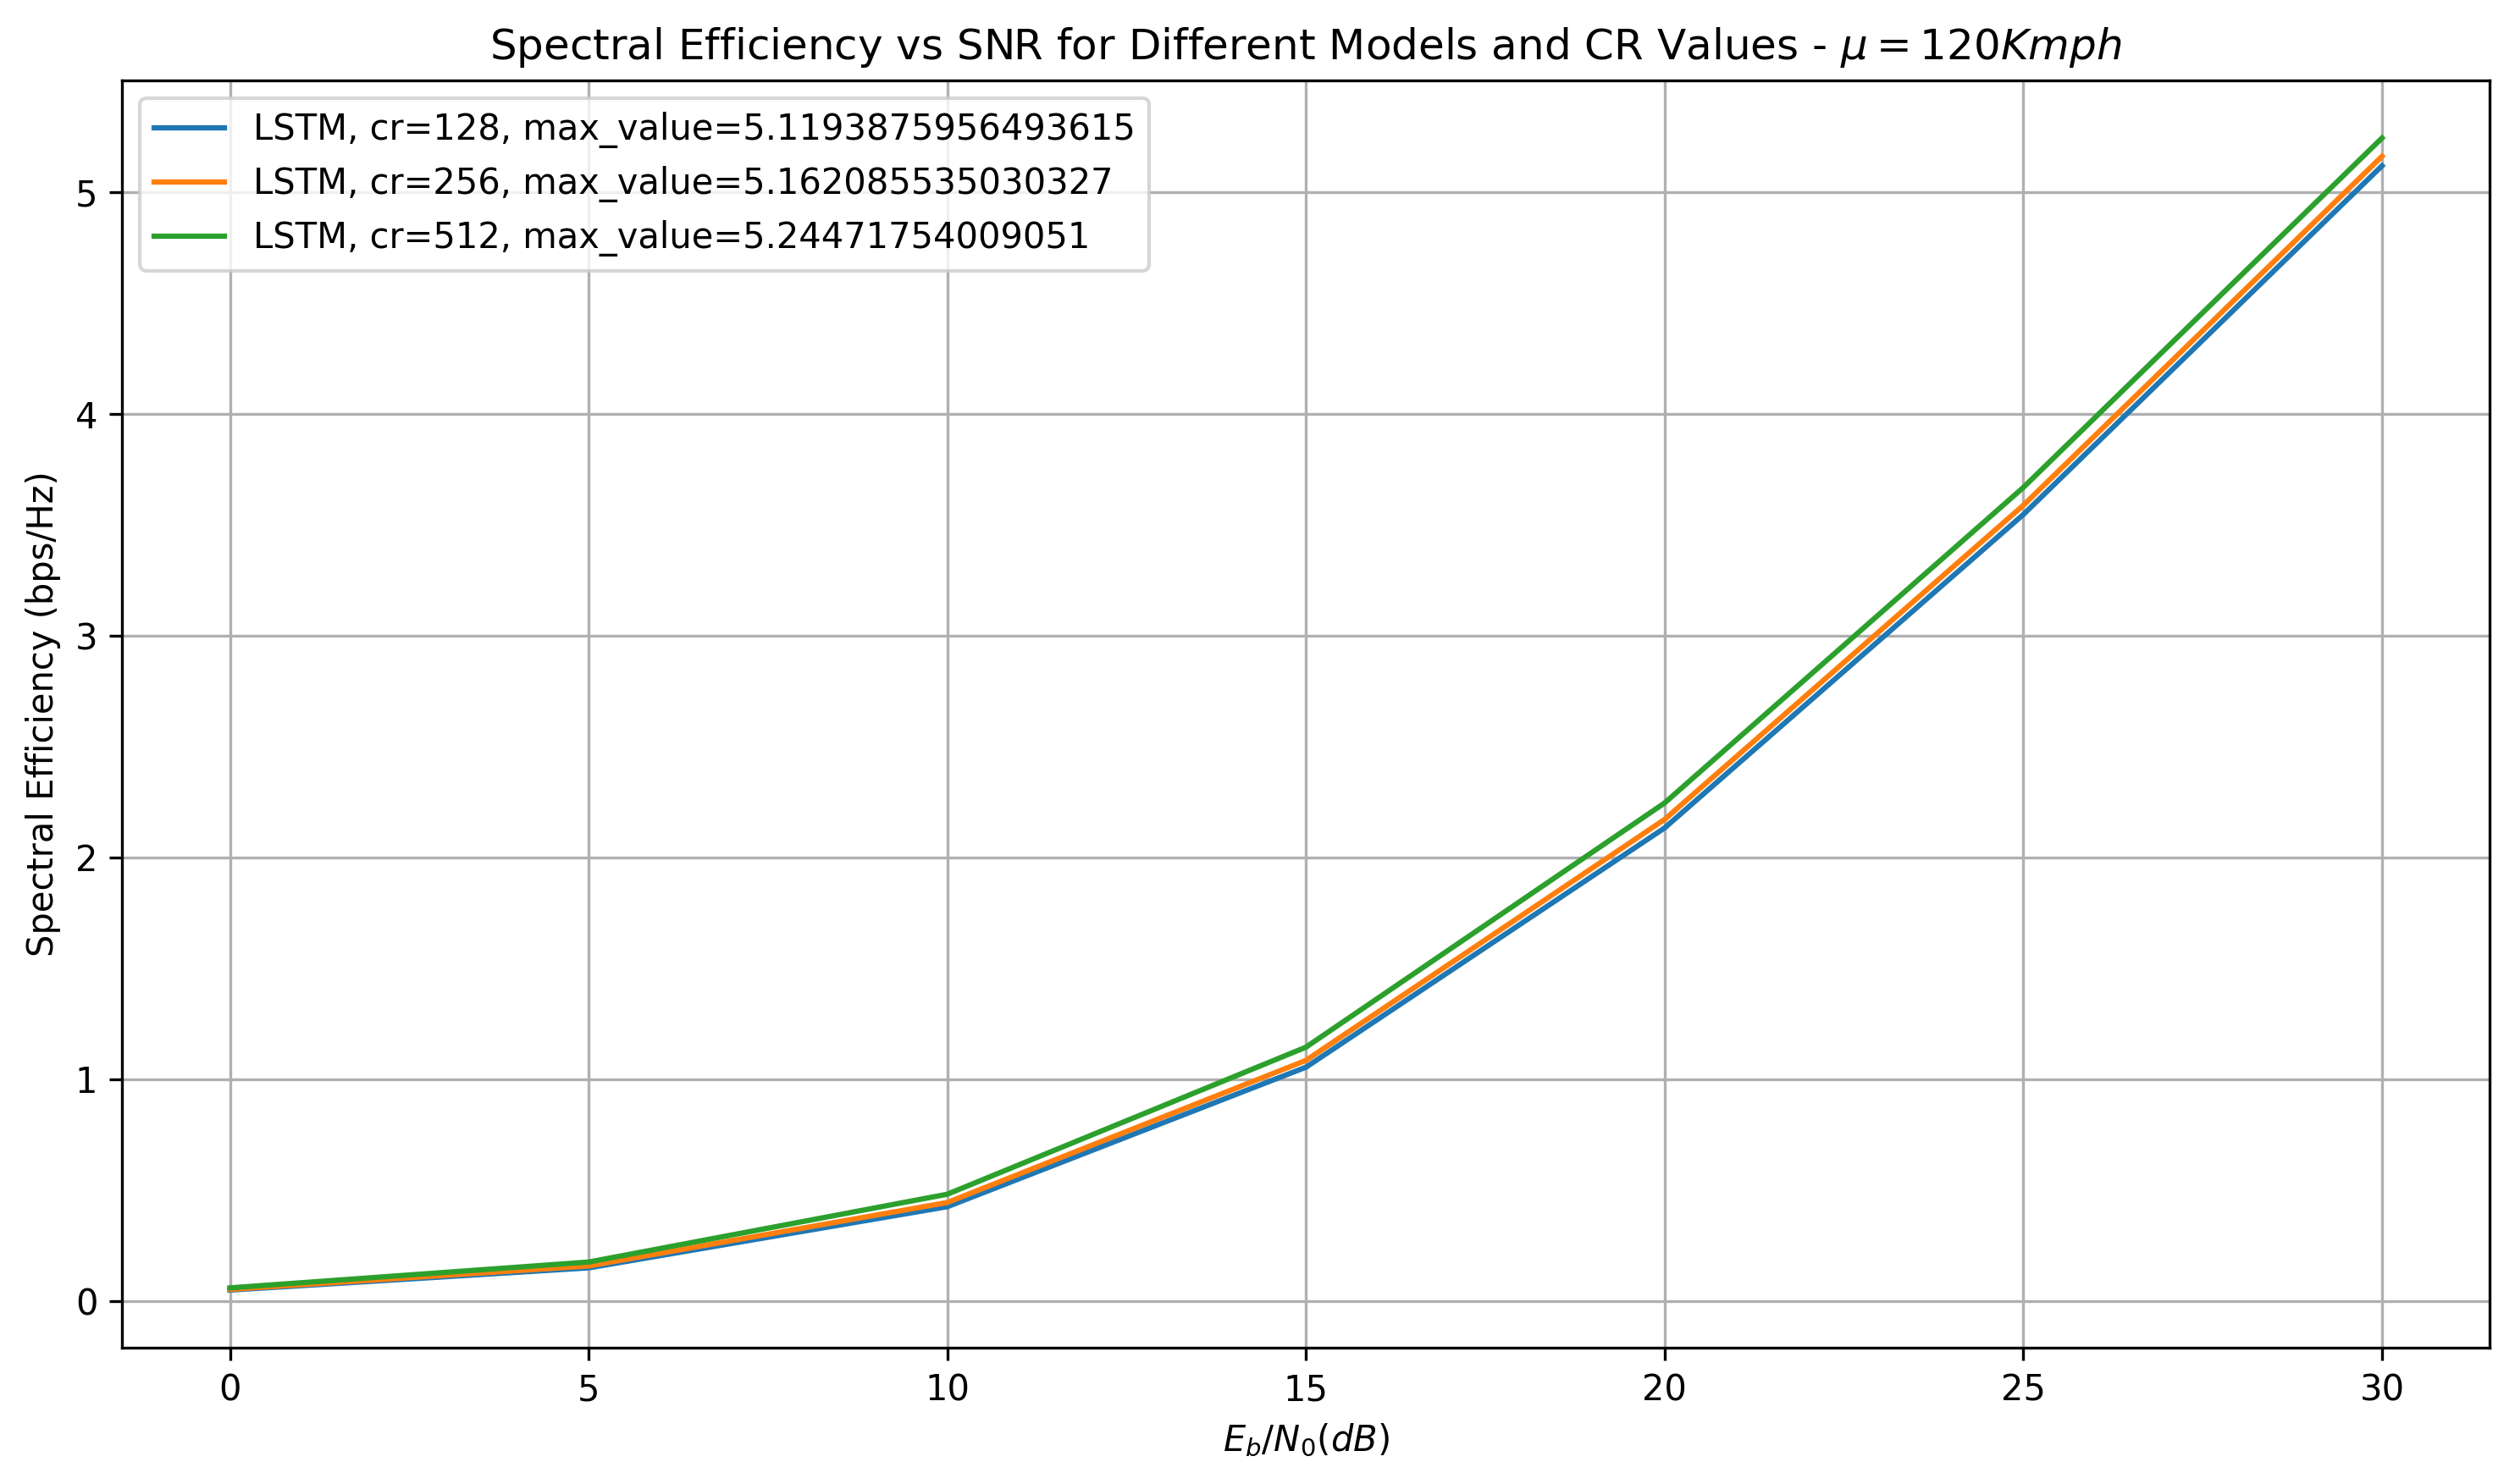 Spectral Efficiency vs SNR for Different Models and CR Values - μ = 120Kmph
LSTM, cr=128, max_value=5.1193875956493615
LSTM, cr=256, max_value=5.162085535030327
LSTM, cr=512, max_value=5.24471754009051
Spectral Efficiency (bps/Hz)
5
4
3
2
1
0
0 5 10 15 20 25 30
E_b/N_0(dB)